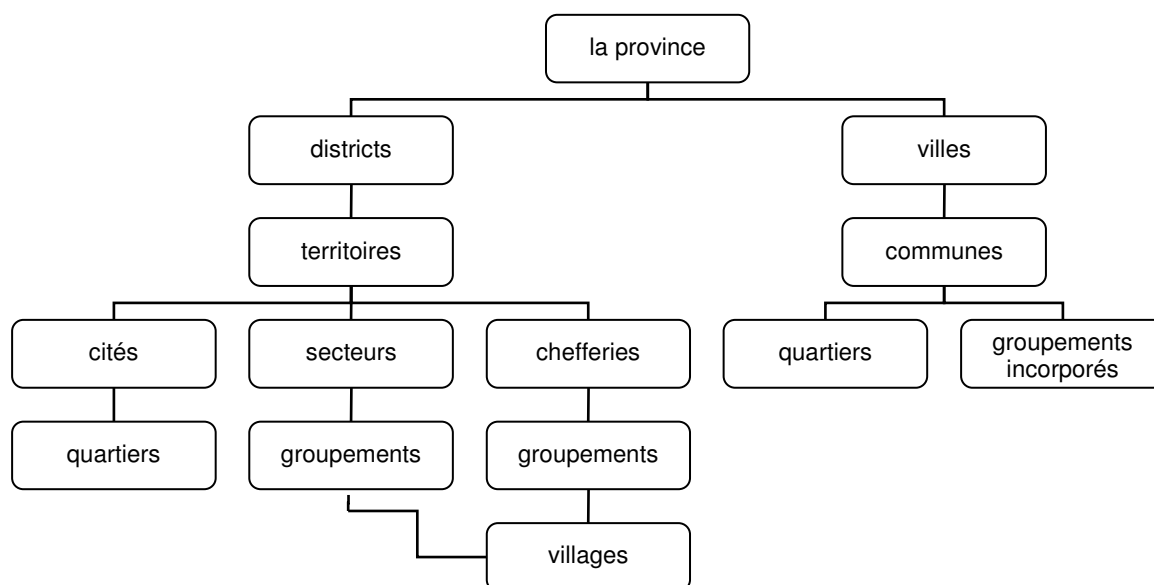 la province
districts
villes
territoires
communes
cités
secteurs
chefferies
quartiers
groupements
incorporés
quartiers
groupements
groupements
villages